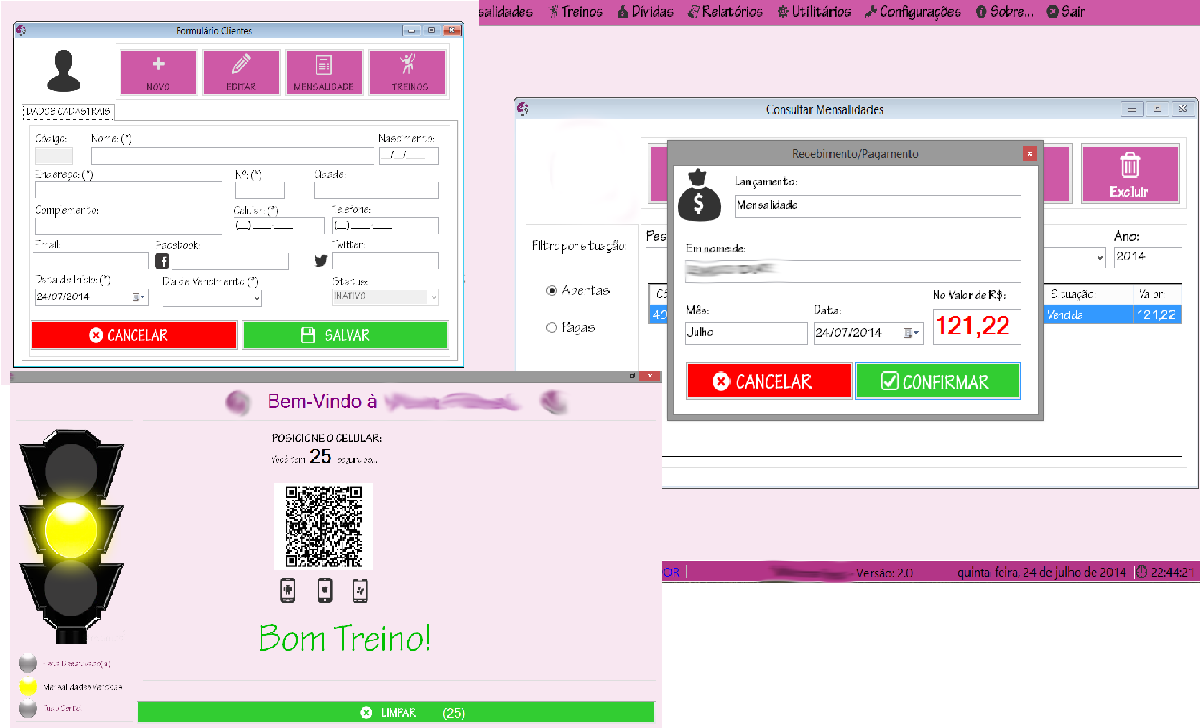 salidades Treinos Dívidas Relatórios Utilitários Configurações Sobre... Sair
Formulário Clientes
NOVO EDITAR MENSALIDADE TREINOS
DADOS CADASTRAIS
Código: Nome: (*) Nascimento:
__/__/____
Endereço: (*) Nº: (*) Cidade:
Complemento: Celular: (*) Telefone:
(__)____-____ (__)____-____
Email: Facebook: Twitter:
Data de Início: (*) Dia de Vencimento (*) Status:
24/07/2014 INATIVO
CANCELAR SALVAR
Consultar Mensalidades
Excluir
Filtro por situação
Abertas
Pagas
Pes
Ano:
2014
Có Situação Valor
40 Vencida 121,22
Recebimento/Pagamento
Lançamento:
Mensalidade
Em nome de:
No Valor de R$:
Mês: Data:
Julho 24/07/2014 121,22
CANCELAR CONFIRMAR
Bem-Vindo à
POSICIONE O CELULAR:
Você tem 25 segundos...
Bom Treino!
Mensalidades Vencidas
Tudo Certo
LIMPAR (25)
OR
- Versão: 2.0 quinta-feira, 24 de julho de 2014 22:44:21